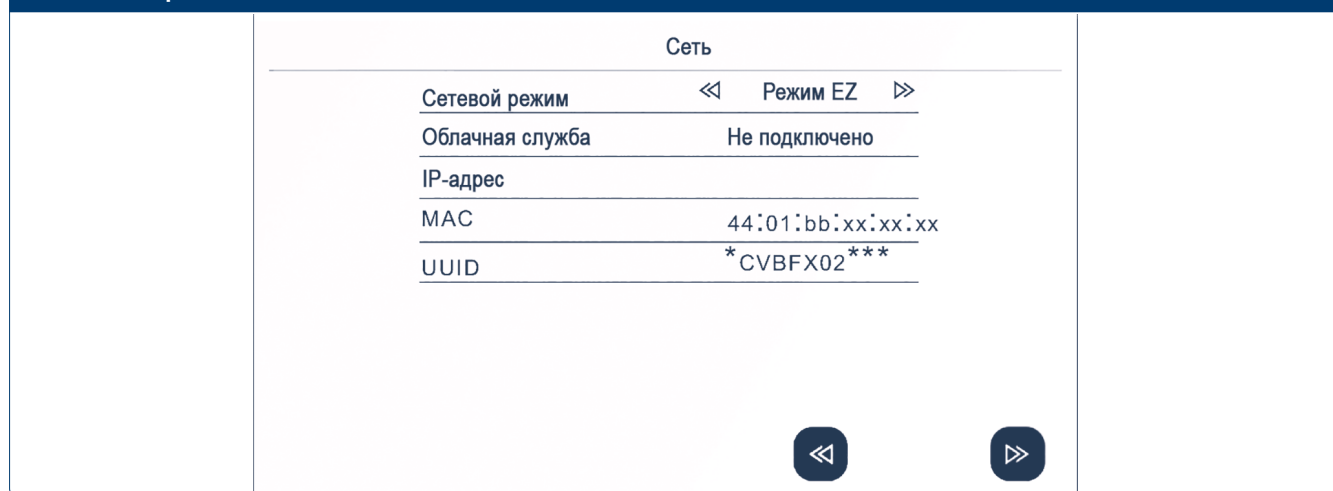 Сеть
Сетевой режим Режим EZ
Облачная служба Не подключено
IP-адрес
MAC 44:01:bb:xx:xx:xx
UUID *CVBFX02***